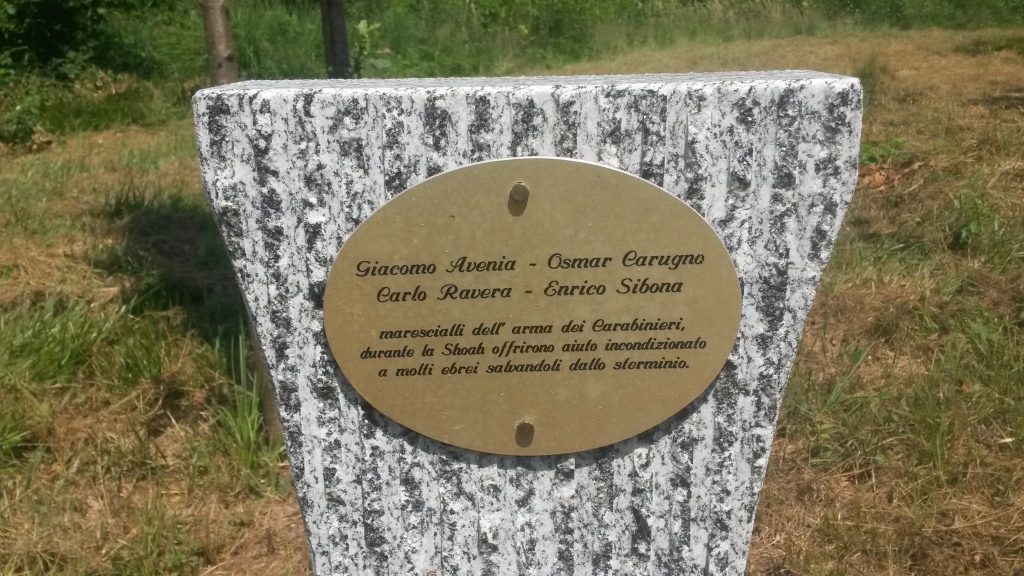 Giacomo Avenia - Osmar Carugno
Carlo Ravera - Enrico Sibona
marescialli dell' arma dei Carabinieri,
durante la Shoah offrirono aiuto incondizionato
a molti ebrei salvandoli dallo sterminio.